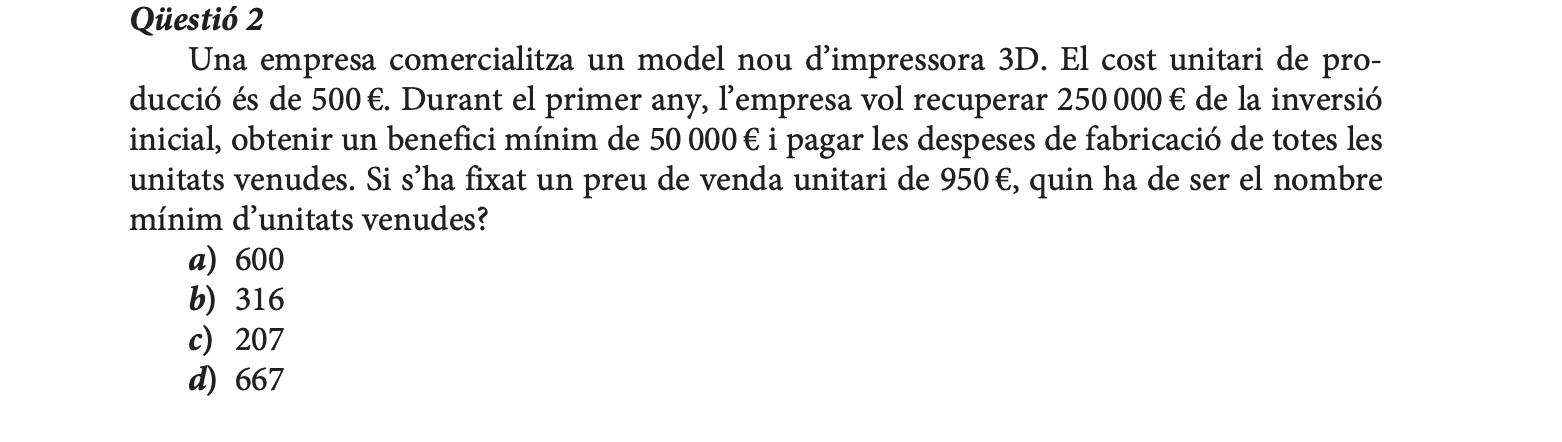 Qüestió 2
Una empresa comercialitza un model nou d’impressora 3D. El cost unitari de pro-
ducció és de 500 €. Durant el primer any, l’empresa vol recuperar 250 000 € de la inversió
inicial, obtenir un benefici mínim de 50 000 € i pagar les despeses de fabricació de totes les
unitats venudes. Si s’ha fixat un preu de venda unitari de 950 €, quin ha de ser el nombre
mínim d’unitats venudes?
a) 600
b) 316
c) 207
d) 667